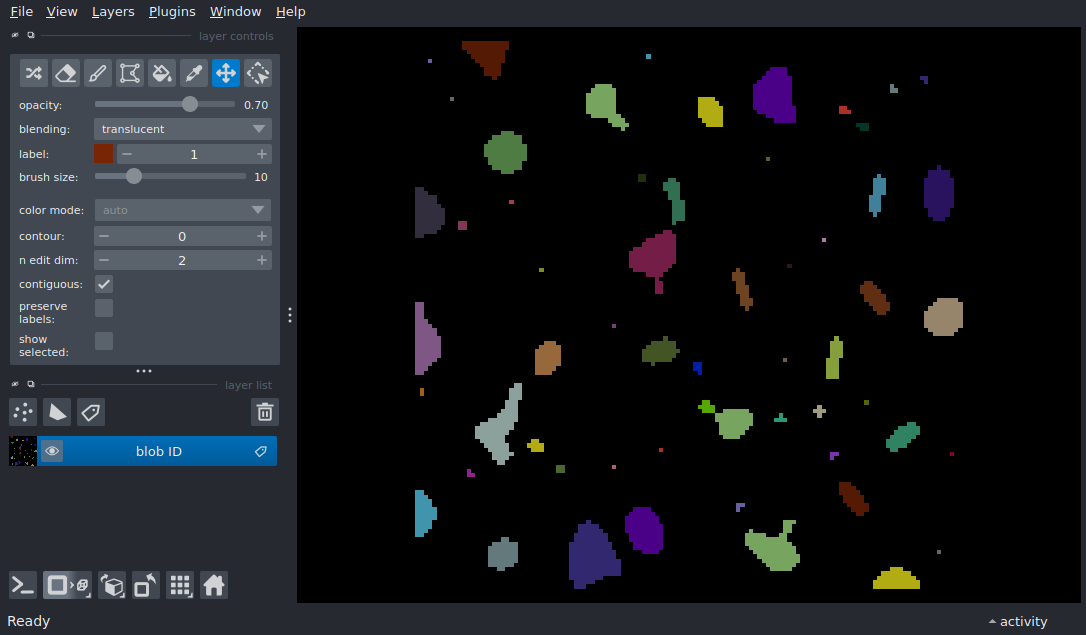 File View Layers Plugins Window Help
layer controls
opacity: 0.70
blending: translucent
label: 1
brush size: 10
color mode: auto
contour: 0
n edit dim: 2
contiguous:
preserve
labels:
show
selected:
layer list
blob ID
Ready
activity